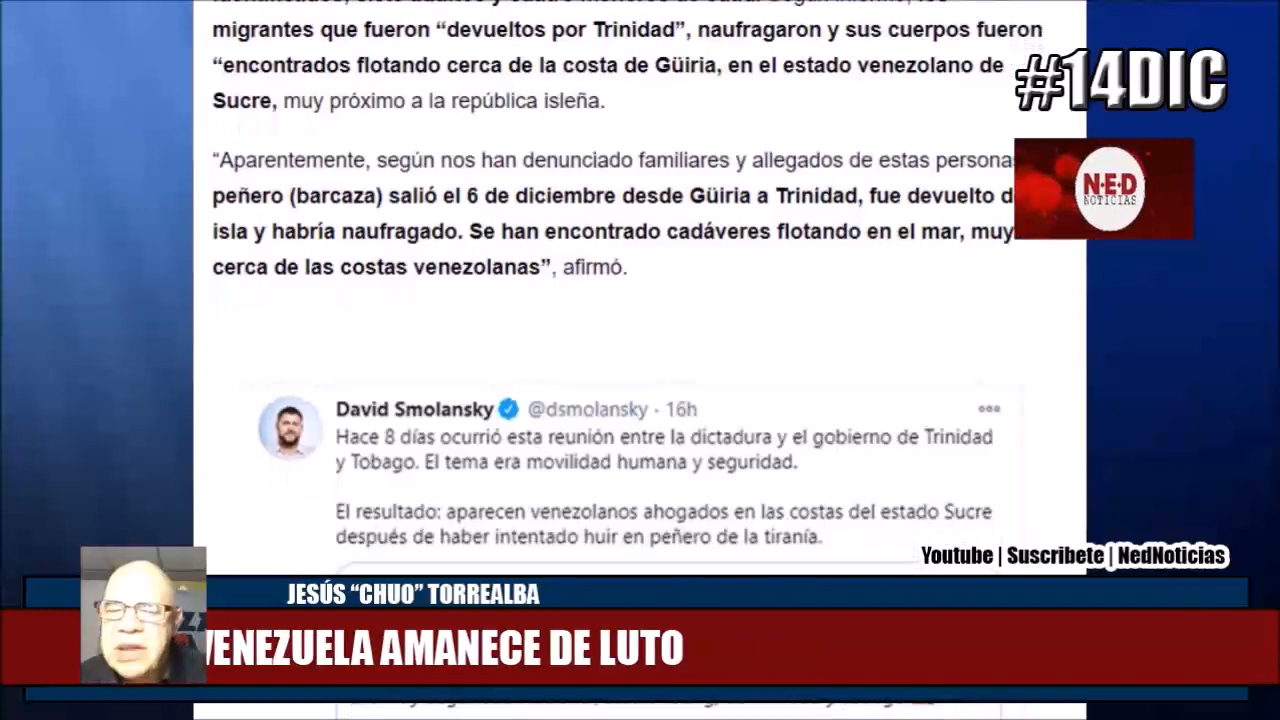 migrantes que fueron “devueltos por Trinidad”, naufragaron y sus cuerpos fueron
“encontrados flotando cerca de la costa de Güiria, en el estado venezolano de
Sucre, muy próximo a la república isleña.
#14DIC
“Aparentemente, según nos han denunciado familiares y allegados de estas personas
peñero (barcaza) salió el 6 de diciembre desde Güiria a Trinidad, fue devuelto
isla y habría naufragado. Se han encontrado cadáveres flotando en el mar, muy
cerca de las costas venezolanas”, afirmó.
N·E·D
NOTICIAS
David Smolansky @dsmolansky · 16h
Hace 8 días ocurrió esta reunión entre la dictadura y el gobierno de Trinidad
y Tobago. El tema era movilidad humana y seguridad.
El resultado: aparecen venezolanos ahogados en las costas del estado Sucre
después de haber intentado huir en peñero de la tiranía.
Youtube | Suscribete | NedNoticias
JESÚS “CHUO” TORREALBA
VENEZUELA AMANECE DE LUTO